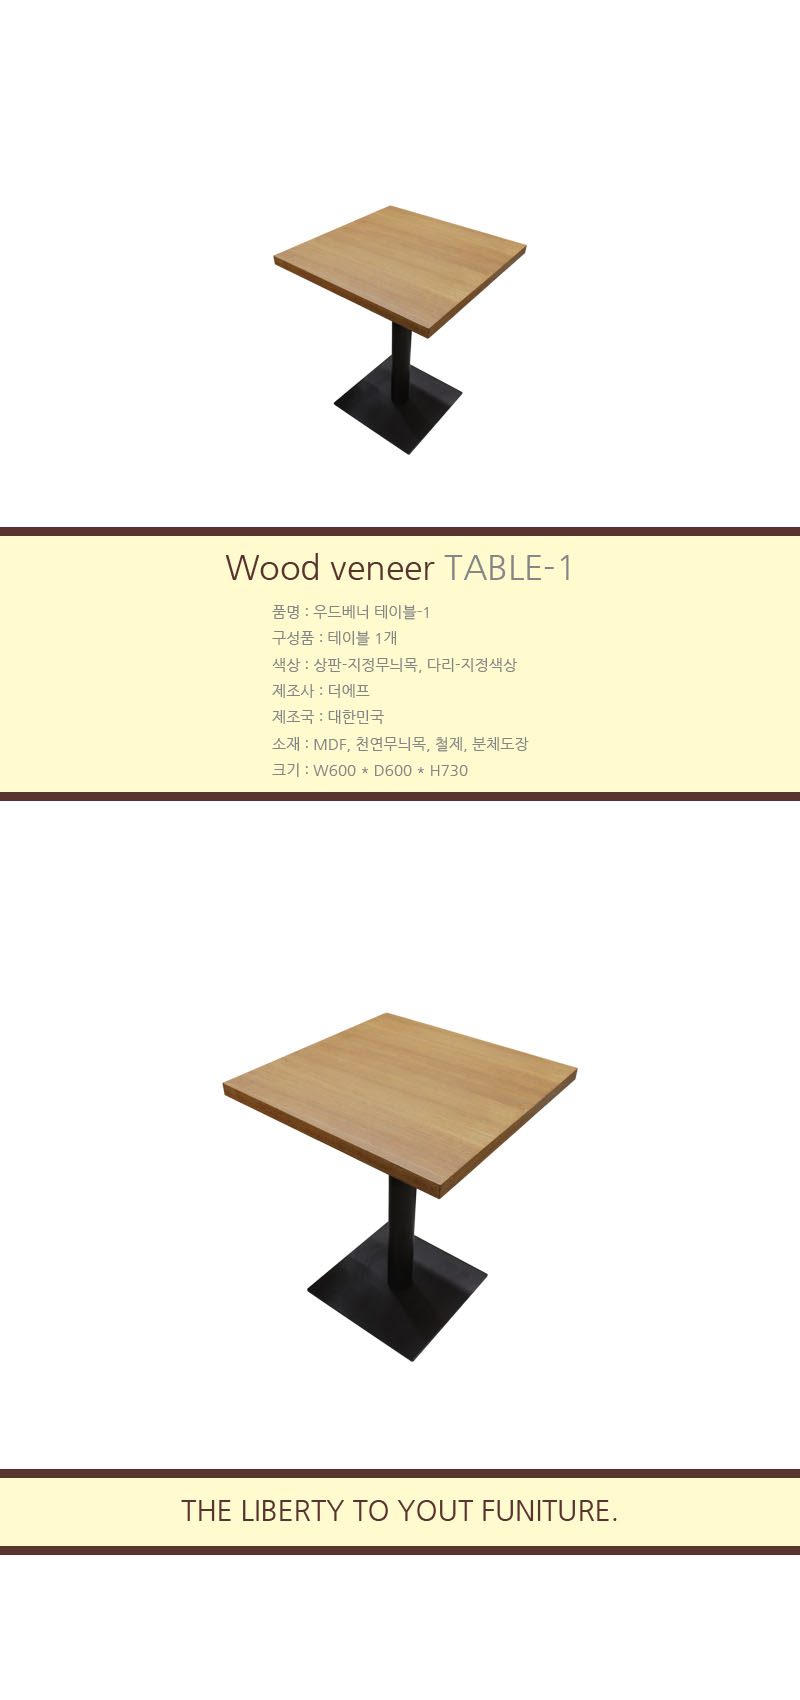 Wood veneer TABLE-1
품명 : 우드베너 테이블-1
구성품 : 테이블 1개
색상 : 상판-지정무늬목, 다리-지정색상
제조사 : 더에프
제조국 : 대한민국
소재 : MDF, 천연무늬목, 철제, 분체도장
크기 : W600 * D600 * H730
THE LIBERTY TO YOUT FUNITURE.